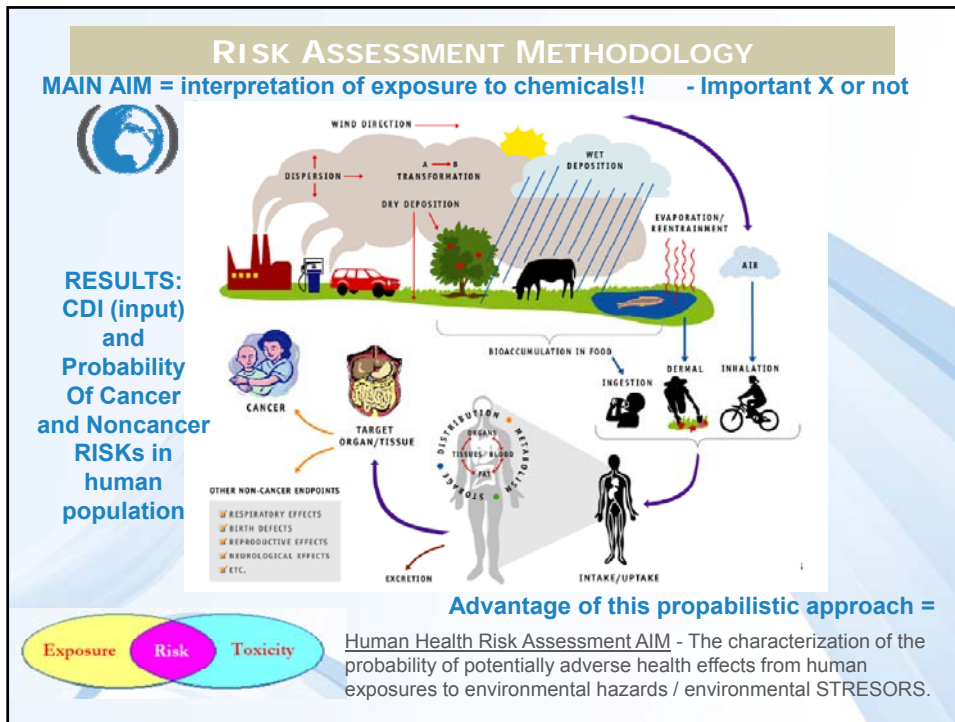 RISK ASSESSMENT METHODOLOGY
MAIN AIM = interpretation of exposure to chemicals!! - Important X or not
WIND DIRECTION
DISPERSION
A → B
TRANSFORMATION
DRY DEPOSITION
WET
DEPOSITION
EVAPORATION/
REENTRAINMENT
AIR
RESULTS:
CDI (input)
and
Probability
Of Cancer
and Noncancer
RISKs in
human
population
BIOACCUMULATION IN FOOD
INGESTION
DERMAL
INHALATION
CANCER
TARGET
ORGAN/TISSUE
DISTRIBUTION
METABOLISM
STORAGE
ORGANS
TISSUES BLOOD
FAT
OTHER NON-CANCER ENDPOINTS
RESPIRATORY EFFECTS
BIRTH DEFECTS
REPRODUCTIVE EFFECTS
NEUROLOGICAL EFFECTS
ETC.
EXCRETION
INTAKE/UPTAKE
Advantage of this propabilistic approach =
Exposure
Risk
Toxicity
Human Health Risk Assessment AIM - The characterization of the
probability of potentially adverse health effects from human
exposures to environmental hazards / environmental STRESORS.